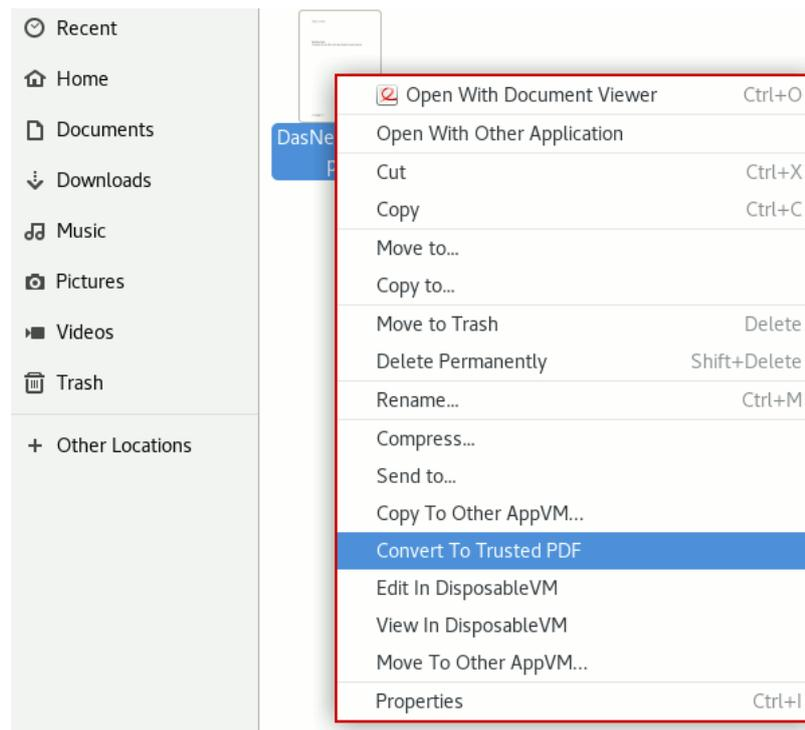 Recent
Home
Documents
Downloads
Music
Pictures
Videos
Trash
Other Locations
DasNe
p
Open With Document Viewer Ctrl+O
Open With Other Application
Cut Ctrl+X
Copy Ctrl+C
Move to...
Copy to...
Move to Trash Delete
Delete Permanently Shift+Delete
Rename... Ctrl+M
Compress...
Send to...
Copy To Other AppVM...
Convert To Trusted PDF
Edit In DisposableVM
View In DisposableVM
Move To Other AppVM...
Properties Ctrl+I